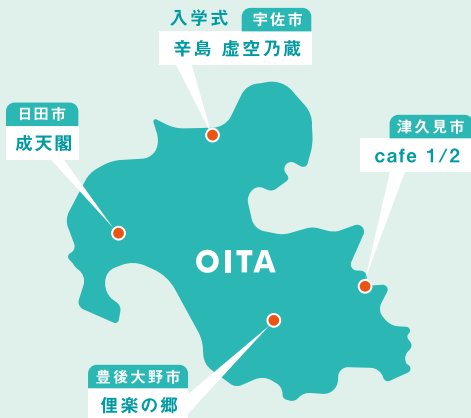 入学式 宇佐市
辛島 虚空乃蔵
日田市
成天閣
津久見市
cafe 1/2
OITA
豊後大野市
俚楽の郷